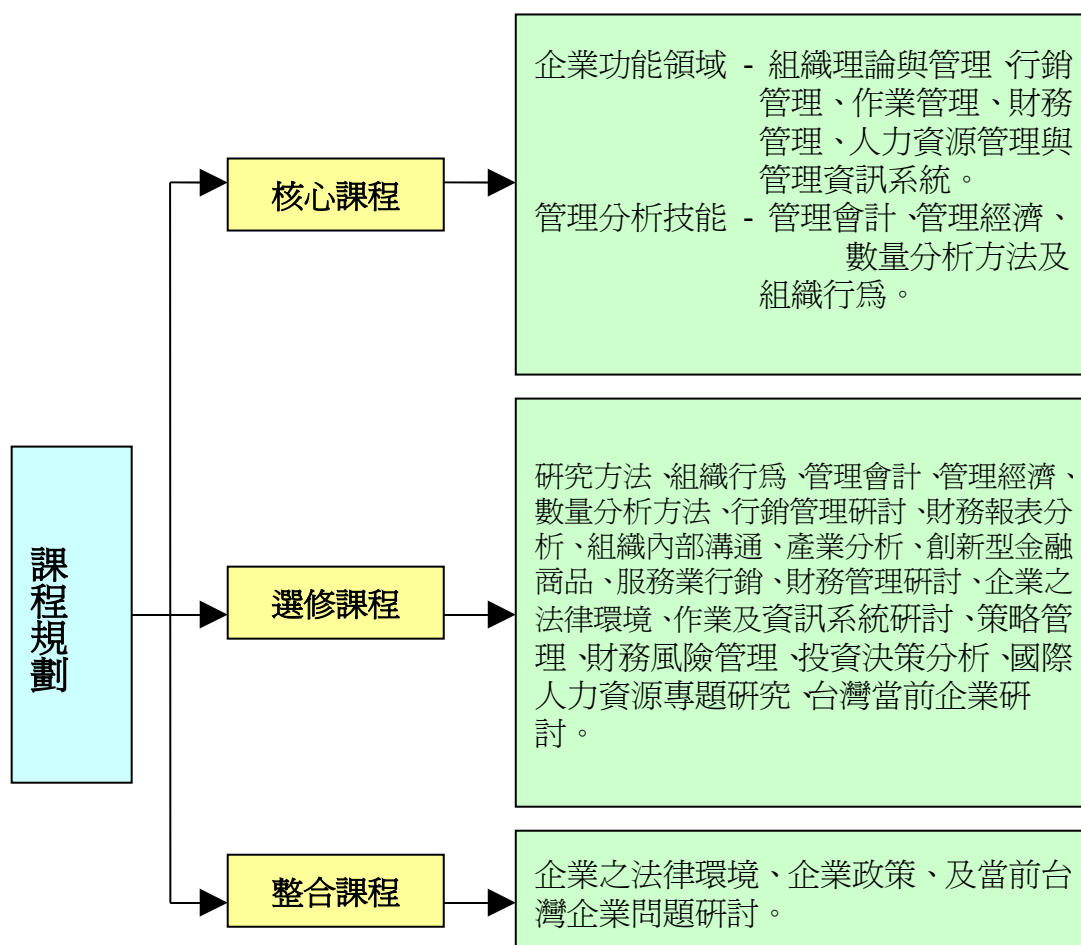 課程規劃
核心課程
企業功能領域 - 組織理論與管理、行銷
管理、作業管理、財務
管理、人力資源管理與
管理資訊系統。
管理分析技能 - 管理會計、管理經濟、
數量分析方法及
組織行為。
選修課程
研究方法、組織行為、管理會計、管理經濟、
數量分析方法、行銷管理研討、財務報表分
析、組織內部溝通、產業分析、創新型金融
商品、服務業行銷、財務管理研討、企業之
法律環境、作業及資訊系統研討、策略管
理、財務風險管理、投資決策分析、國際
人力資源專題研究、台灣當前企業研
討。
整合課程
企業之法律環境、企業政策、及當前台
灣企業問題研討。